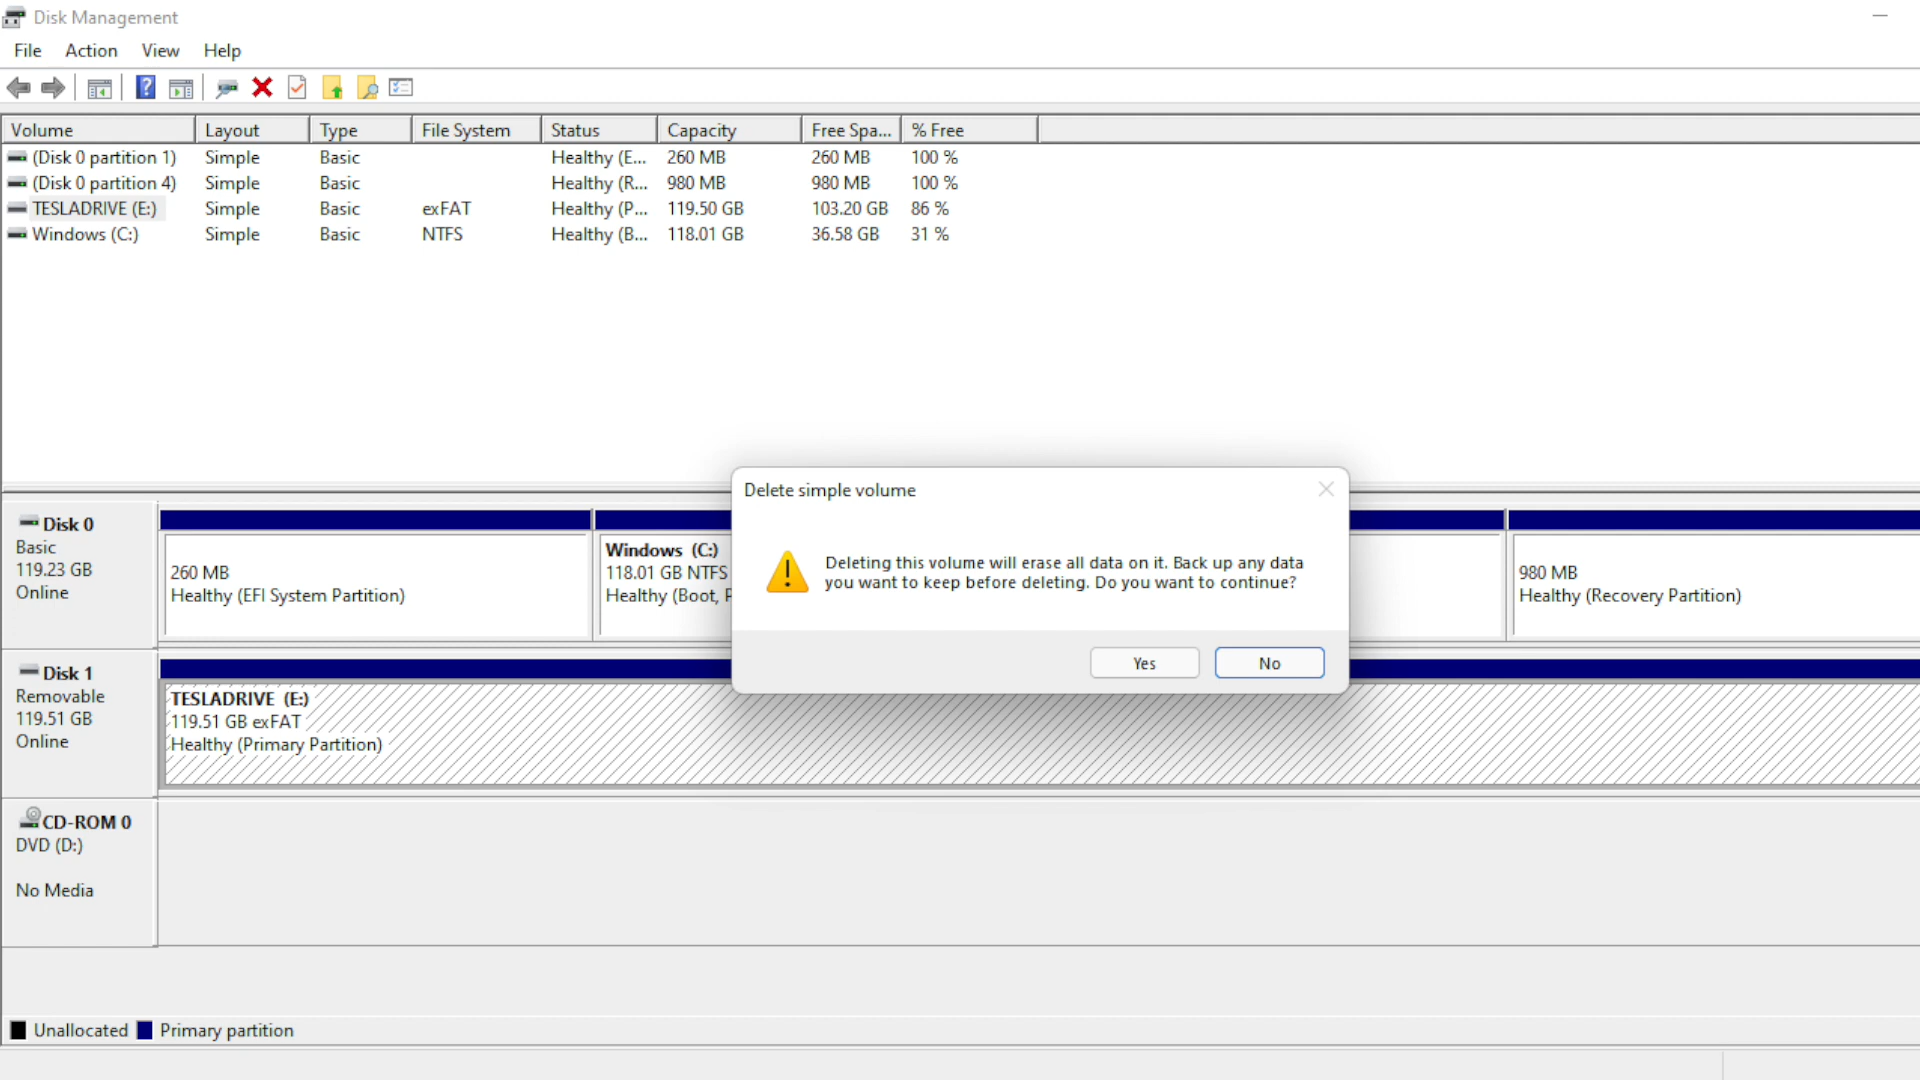 Disk Management
File Action View Help
Volume Layout Type File System Status Capacity Free Spa... % Free
(Disk 0 partition 1) Simple Basic Healthy (E... 260 MB 260 MB 100 %
(Disk 0 partition 4) Simple Basic Healthy (R... 980 MB 980 MB 100 %
TESLADRIVE (E:) Simple Basic exFAT Healthy (P... 119.50 GB 103.20 GB 86 %
Windows (C:) Simple Basic NTFS Healthy (B... 118.01 GB 36.58 GB 31 %
Delete simple volume
Deleting this volume will erase all data on it. Back up any data
you want to keep before deleting. Do you want to continue?
Yes No
Disk 0
Basic
119.23 GB
Online
260 MB
Healthy (EFI System Partition)
Windows (C:)
118.01 GB NTFS
Healthy (Boot, P
980 MB
Healthy (Recovery Partition)
Disk 1
Removable
119.51 GB
Online
TESLADRIVE (E:)
119.51 GB exFAT
Healthy (Primary Partition)
CD-ROM 0
DVD (D:)
No Media
Unallocated Primary partition